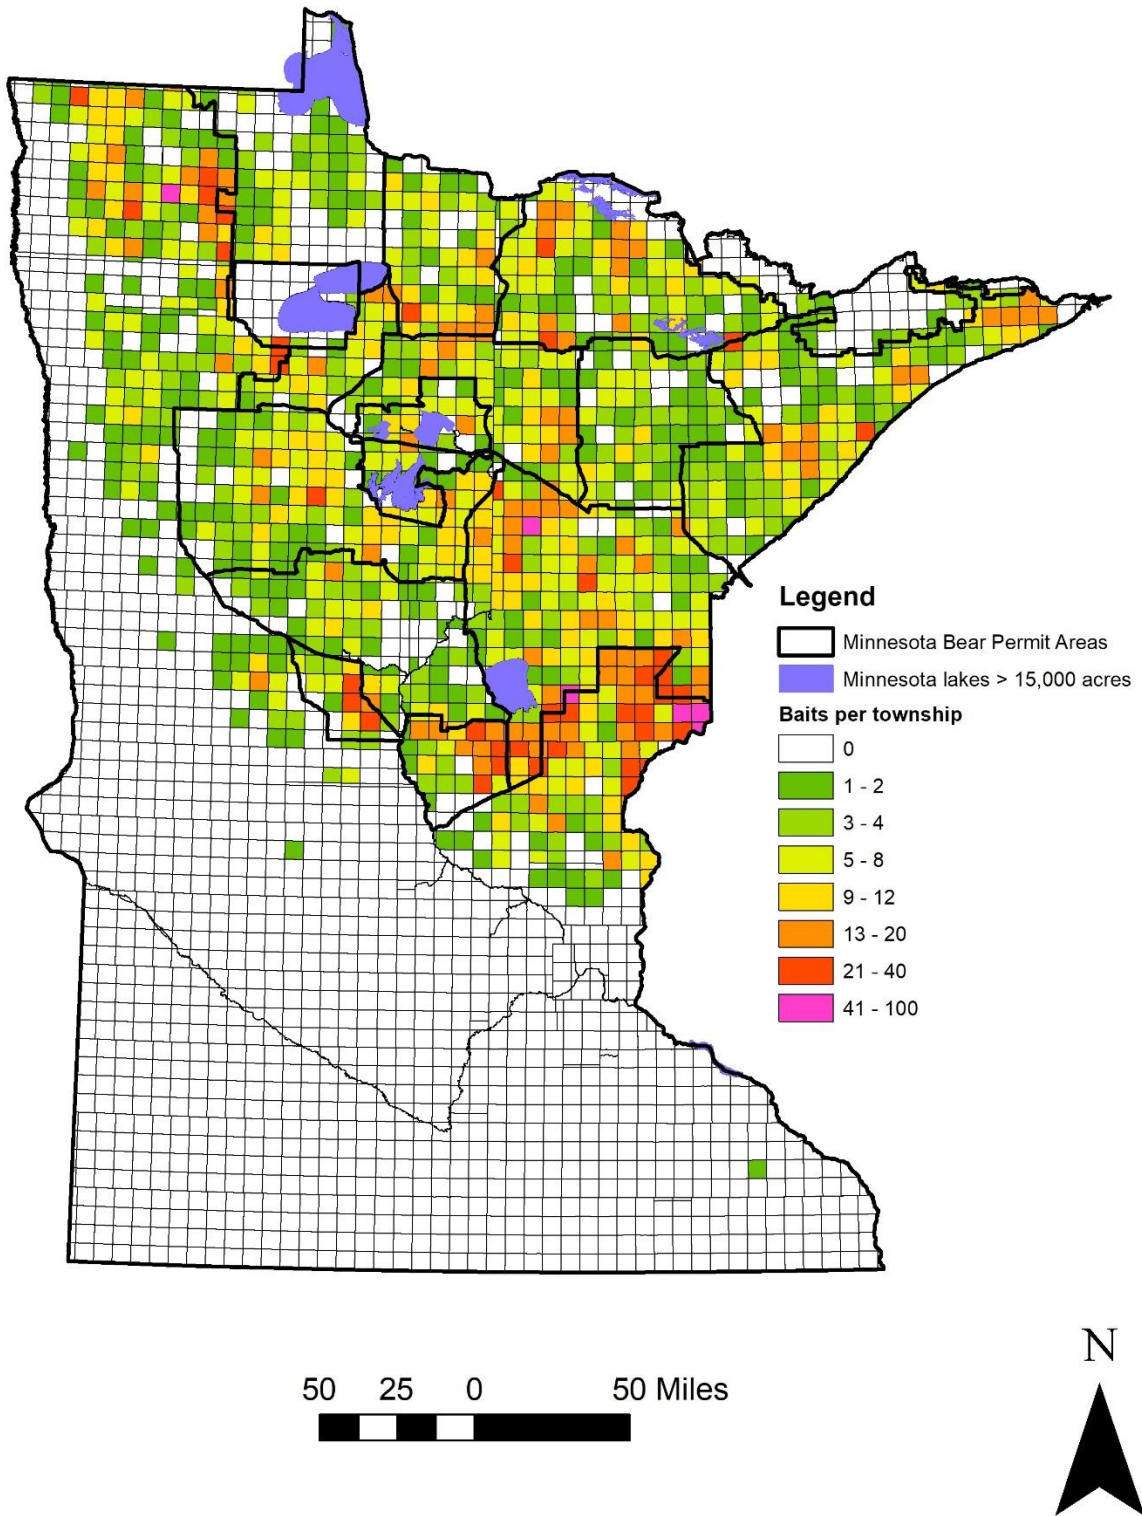 Legend
Minnesota Bear Permit Areas
Minnesota lakes > 15,000 acres
Baits per township
0
1 - 2
3 - 4
5 - 8
9 - 12
13 - 20
21 - 40
41 - 100
N
50 25 0 50 Miles